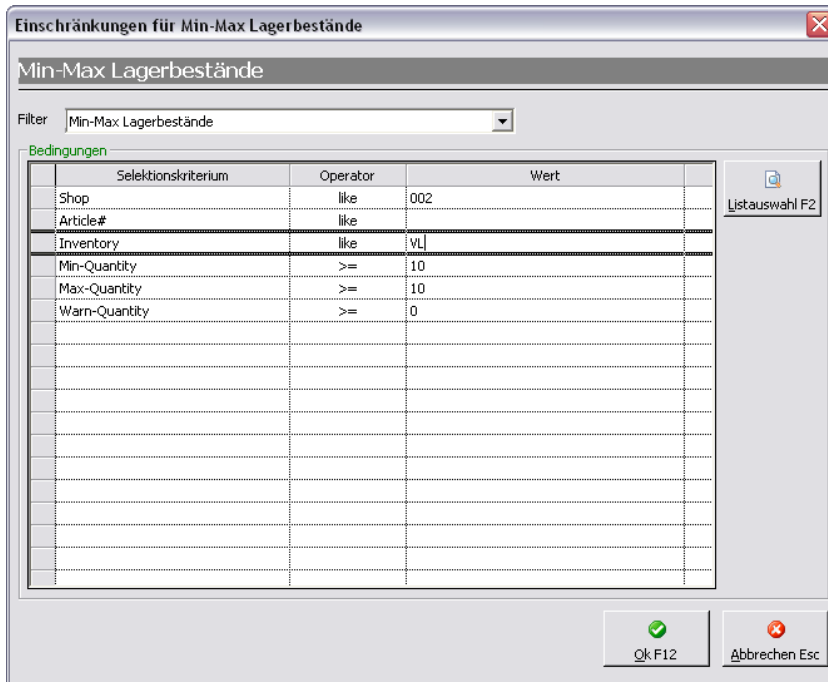 Einschränkungen für Min-Max Lagerbestände
Min-Max Lagerbestände
Filter Min-Max Lagerbestände
Bedingungen
Selektionskriterium Operator Wert
Shop like 002
Article# like
Inventory like VL
Min-Quantity >= 10
Max-Quantity >= 10
Warn-Quantity >= 0
Listauswahl F2
Ok F12 Abbrechen Esc